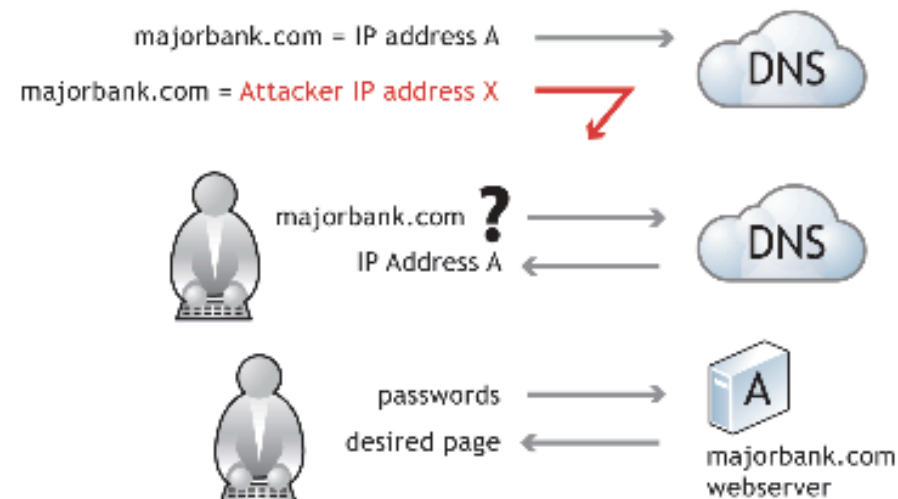 majorbank.com = IP address A
DNS
majorbank.com = Attacker IP address X
majorbank.com ?
DNS
IP Address A
passwords
A
desired page
majorbank.com
webserver